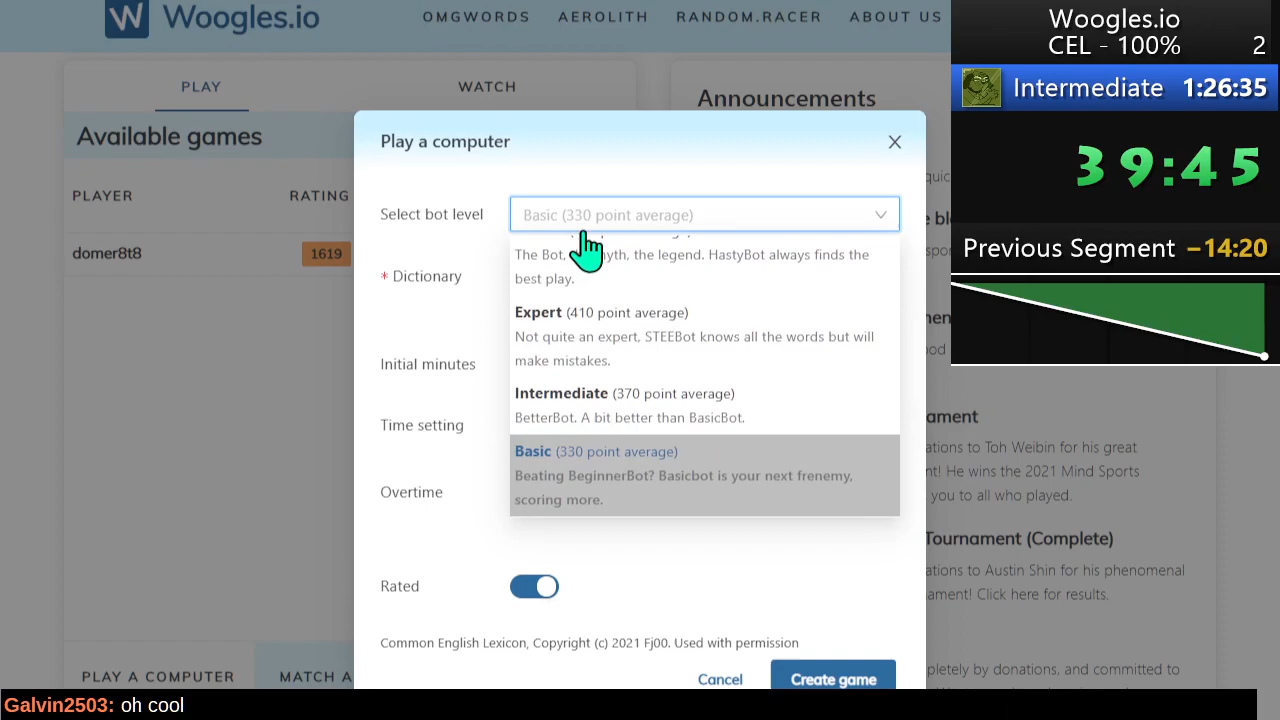 Woogles.io
OMGWORDS AEROLITH RANDOM.RACER ABOUT US
PLAY WATCH
Available games
PLAYER RATING
domer8t8 1619
PLAY A COMPUTER MATCH A
Announcements
Play a computer
Select bot level Basic (330 point average)
The Bot, the legend. HastyBot always finds the
best play.
Expert (410 point average)
Not quite an expert, STEEBot knows all the words but will
make mistakes.
Intermediate (370 point average)
BetterBot. A bit better than BasicBot.
Basic (330 point average)
Beating BeginnerBot? Basicbot is your next frenemy,
scoring more.
* Dictionary
Initial minutes
Time setting
Overtime
Rated
Common English Lexicon, Copyright (c) 2021 Fj00. Used with permission
Cancel Create game
ations to Toh Weibin for his great
nt! He wins the 2021 Mind Sports
you to all who played.
Tournament (Complete)
ations to Austin Shin for his phenomenal
nament! Click here for results.
pletely by donations, and committed to
Woogles.io
CEL - 100% 2
Intermediate 1:26:35
39:45
Previous Segment −14:20
Galvin2503: oh cool